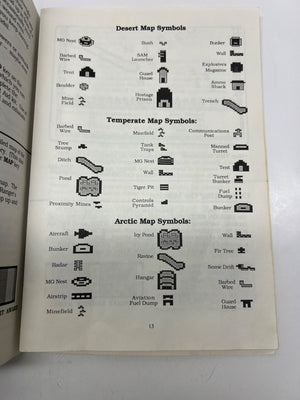 Desert Map Symbols
MG Nest
Bush
Bunker
Barbed
Wire
SAM
Launcher
Wall
Tent
Guard
House
Explosives
Magazine
Boulder
Ammo
Shack
Mine
Field
Hostage
Prison
Trench
Temperate Map Symbols:
Barbed
Wire
Minefield
Communications
Post
Tree
Stump
Tank
Traps
Manned
Turret
Ditch
MG Nest
Tent
Wall
Turret
Bunker
Pond
Tiger Pit
Fuel
Dump
Proximity Mines
Controls
Pyramid
Bunker
Arctic Map Symbols:
Aircraft
Icy Pond
Wall
Bunker
Fir Tree
Radar
Ravine
Snow Drift
MG Nest
Hangar
Barbed
Wire
Airstrip
Aviation
Fuel Dump
Guard
House
Minefield
13